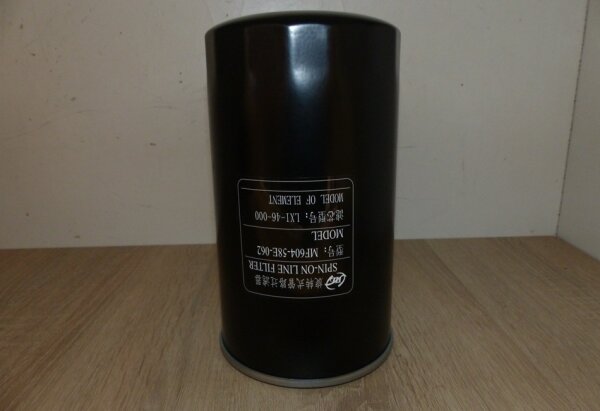 旋转式管路过滤器
SPIN-ON LINE FILTER
型号：MF604-58E-062
MODEL
滤芯型号：LXI-46-000
MODEL OF ELEMENT